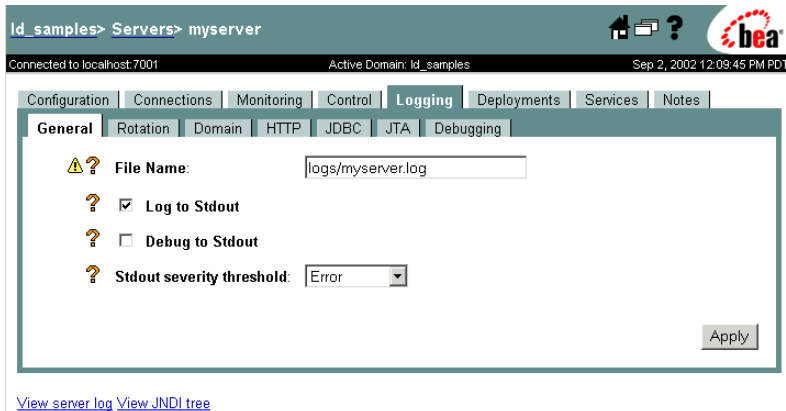 ld_samples> Servers> myserver
?
bea
Connected to localhost:7001 Active Domain: ld_samples Sep 2, 2002 12:09:45 PM PDT
Configuration Connections Monitoring Control Logging Deployments Services Notes
General Rotation Domain HTTP JDBC JTA Debugging
? File Name: logs/myserver.log
? Log to Stdout
? Debug to Stdout
? Stdout severity threshold: Error
Apply
View server log View JNDI tree